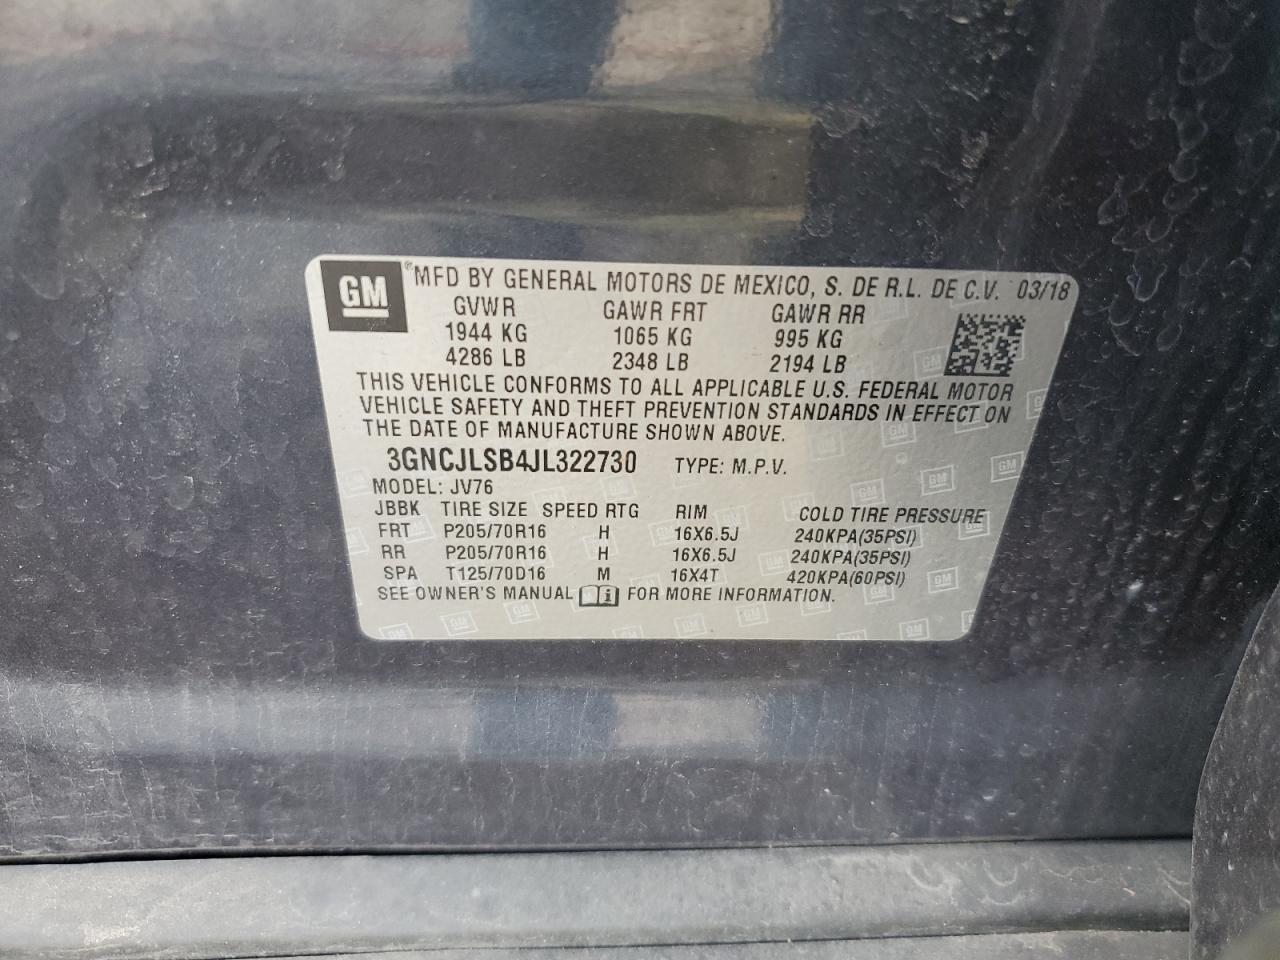 GM ® MFD BY GENERAL MOTORS DE MEXICO, S. DE R.L. DE C.V. 03/18
GVWR GAWR FRT GAWR RR
1944 KG 1065 KG 995 KG
4286 LB 2348 LB 2194 LB
THIS VEHICLE CONFORMS TO ALL APPLICABLE U.S. FEDERAL MOTOR
VEHICLE SAFETY AND THEFT PREVENTION STANDARDS IN EFFECT ON
THE DATE OF MANUFACTURE SHOWN ABOVE.
3GNCJLSB4JL322730 TYPE: M.P.V.
MODEL: JV76
JBBK TIRE SIZE SPEED RTG RIM COLD TIRE PRESSURE
FRT P205/70R16 H 16X6.5J 240KPA(35PSI)
RR P205/70R16 H 16X6.5J 240KPA(35PSI)
SPA T125/70D16 M 16X4T 420KPA(60PSI)
SEE OWNER'S MANUAL i FOR MORE INFORMATION.